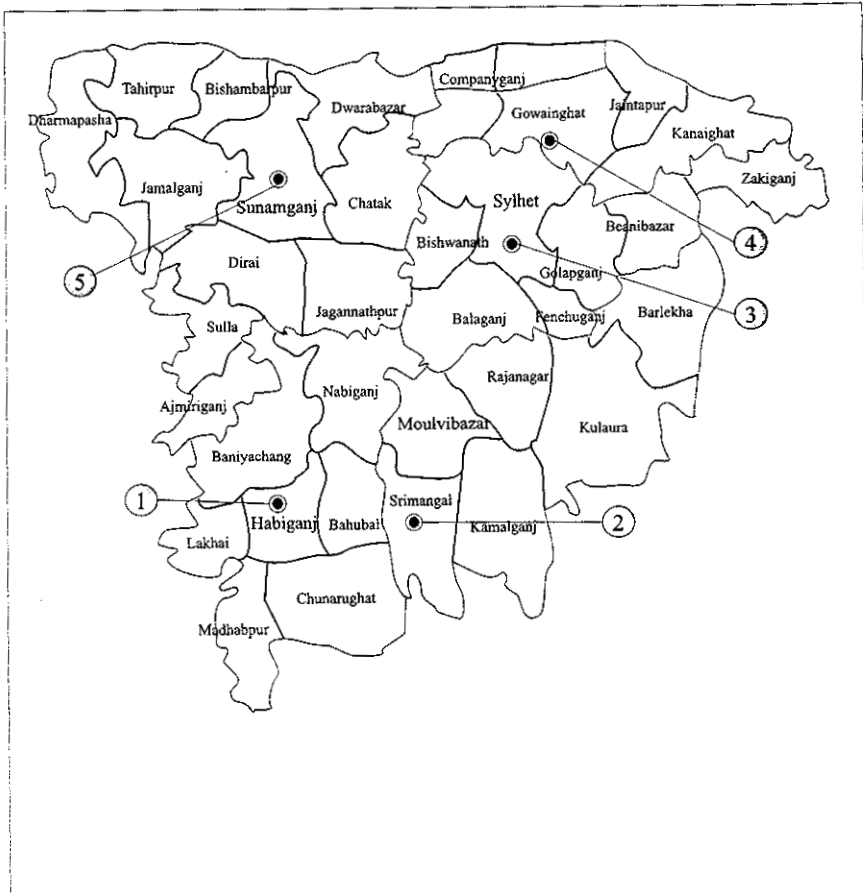 Companyganj
Tahirpur
Bishambarpur
Dwarabazar
Gowainghat
Jaintapur
Dharmapasha
Kanaighat
Zakiganj
Jamalganj
Sunamganj
Chatak
Sylhet
Beanibazar
4
Bishwanath
5
Dirai
Golapganj
Jagannathpur
Balaganj
Fenchuganj
Barlekha
3
Sulla
Rajanagar
Nabiganj
Ajmiriganj
Moulvibazar
Kulaura
Baniyachang
1
Srimangal
Habiganj
Bahubal
2
Kamalganj
Lakhai
Chunarughat
Madhabpur